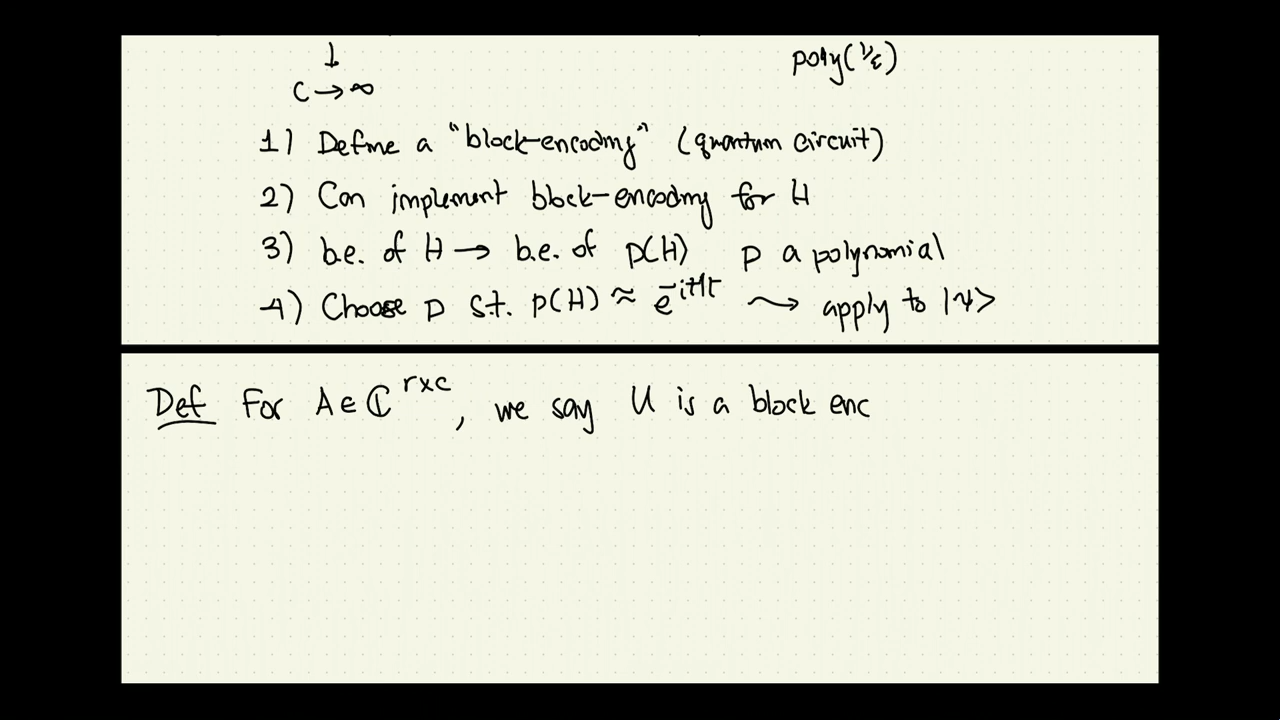 ↓ poly(1/ε)
C → ∞
1) Define a "block-encoding" (quantum circuit)
2) Can implement block-encoding for H
3) b.e. of H → b.e. of p(H) p a polynomial
4) Choose p s.t. p(H) ≈ e^{-iHt} ⇝ apply to |ψ>
Def For A ∈ ℂ^{r×c}, we say U is a block enc